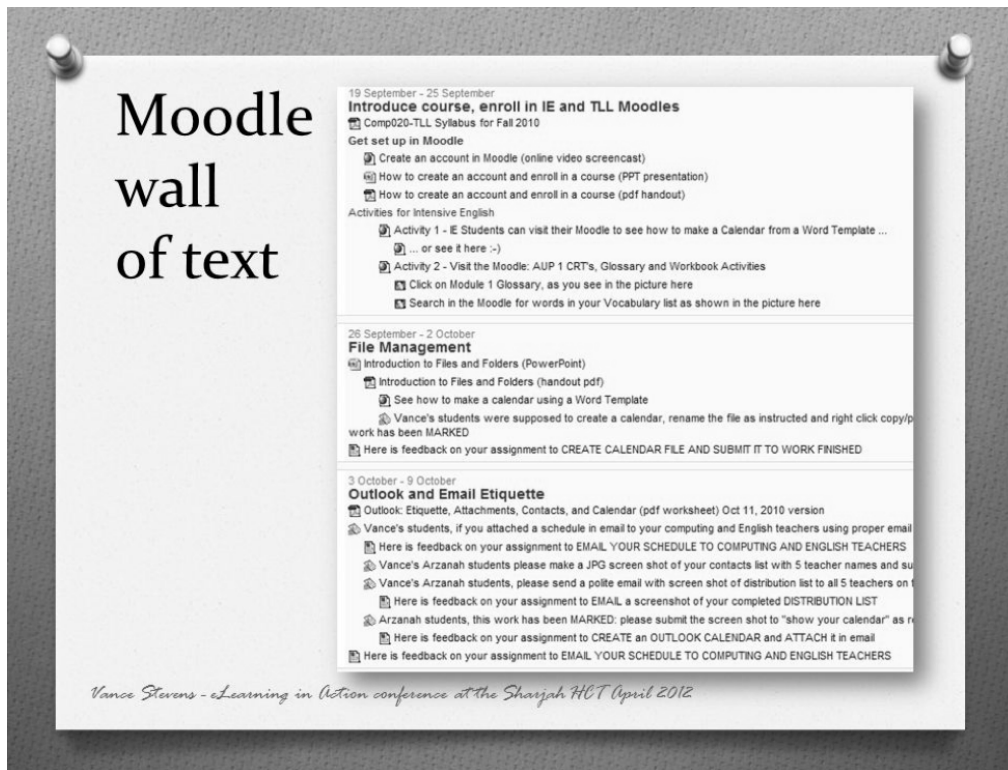 Moodle
wall
of text
19 September - 25 September
Introduce course, enroll in IE and TLL Moodles
Comp020-TLL Syllabus for Fall 2010
Get set up in Moodle
Create an account in Moodle (online video screencast)
How to create an account and enroll in a course (PPT presentation)
How to create an account and enroll in a course (pdf handout)
Activities for Intensive English
Activity 1 - IE Students can visit their Moodle to see how to make a Calendar from a Word Template ...
... or see it here :-)
Activity 2 - Visit the Moodle: AUP 1 CRT's, Glossary and Workbook Activities
Click on Module 1 Glossary, as you see in the picture here
Search in the Moodle for words in your Vocabulary list as shown in the picture here
26 September - 2 October
File Management
Introduction to Files and Folders (PowerPoint)
Introduction to Files and Folders (handout pdf)
See how to make a calendar using a Word Template
Vance's students were supposed to create a calendar, rename the file as instructed and right click copy/p
work has been MARKED
Here is feedback on your assignment to CREATE CALENDAR FILE AND SUBMIT IT TO WORK FINISHED
3 October - 9 October
Outlook and Email Etiquette
Outlook: Etiquette, Attachments, Contacts, and Calendar (pdf worksheet) Oct 11, 2010 version
Vance's students, if you attached a schedule in email to your computing and English teachers using proper email
Here is feedback on your assignment to EMAIL YOUR SCHEDULE TO COMPUTING AND ENGLISH TEACHERS
Vance's Arzanah students please make a JPG screen shot of your contacts list with 5 teacher names and su
Vance's Arzanah students, please send a polite email with screen shot of distribution list to all 5 teachers on
Here is feedback on your assignment to EMAIL a screenshot of your completed DISTRIBUTION LIST
Arzanah students, this work has been MARKED: please submit the screen shot to "show your calendar" as
Here is feedback on your assignment to CREATE an OUTLOOK CALENDAR and ATTACH it in email
Here is feedback on your assignment to EMAIL YOUR SCHEDULE TO COMPUTING AND ENGLISH TEACHERS
Vance Stevens - eLearning in Action conference at the Sharjah HCT April 2012